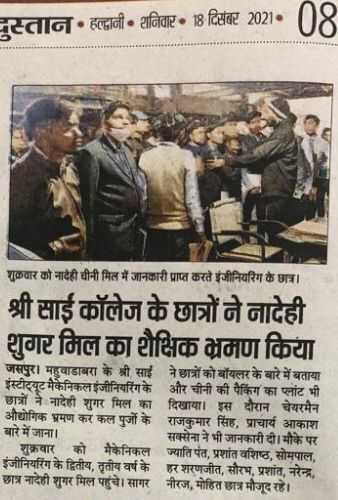 दुस्तान • हल्द्वानी • शनिवार • 18 दिसंबर 2021 • 08
शुक्रवार को नादेही चीनी मिल में जानकारी प्राप्त करते इंजीनियरिंग के छात्र।
श्री साईं कॉलेज के छात्रों ने नादेही
शुगर मिल का शैक्षिक भ्रमण किया
जसपुर। महुवाडाबरा के श्री साईं
इंस्टीट्यूट मैकेनिकल इंजीनियरिंग के
छात्रों ने नादेही शुगर मिल का
औद्योगिक भ्रमण कर कल पुर्जो के
बारे में जाना।
शुक्रवार को मैकेनिकल
इंजीनियरिंग के द्वितीय, तृतीय वर्ष के
छात्र नादेही शुगर मिल पहुंचे। सागर
ने छात्रों को बॉयलर के बारे में बताया
और चीनी की पैकिंग का प्लांट भी
दिखाया। इस दौरान चेयरमैन
राजकुमार सिंह, प्राचार्य आकाश
सक्सेना ने भी जानकारी दी। मौके पर
ज्याति पंत, प्रशांत वशिष्ठ, सोमपाल,
हर शरणजीत, सौरभ, प्रशांत, नरेन्द्र,
नीरज, मोहित छात्र मौजूद रहे।